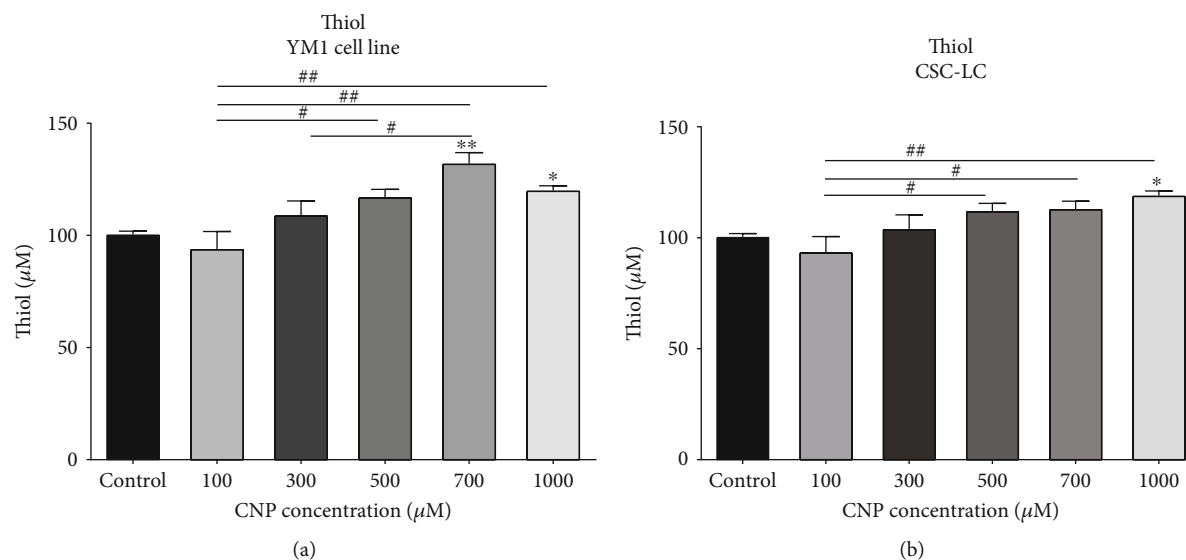 Thiol
YM1 cell line
##
##
#
#
**
*
150
100
50
0
Thiol (μM)
Control 100 300 500 700 1000
CNP concentration (μM)
(a)
Thiol
CSC-LC
##
#
#
*
150
100
50
0
Thiol (μM)
Control 100 300 500 700 1000
CNP concentration (μM)
(b)